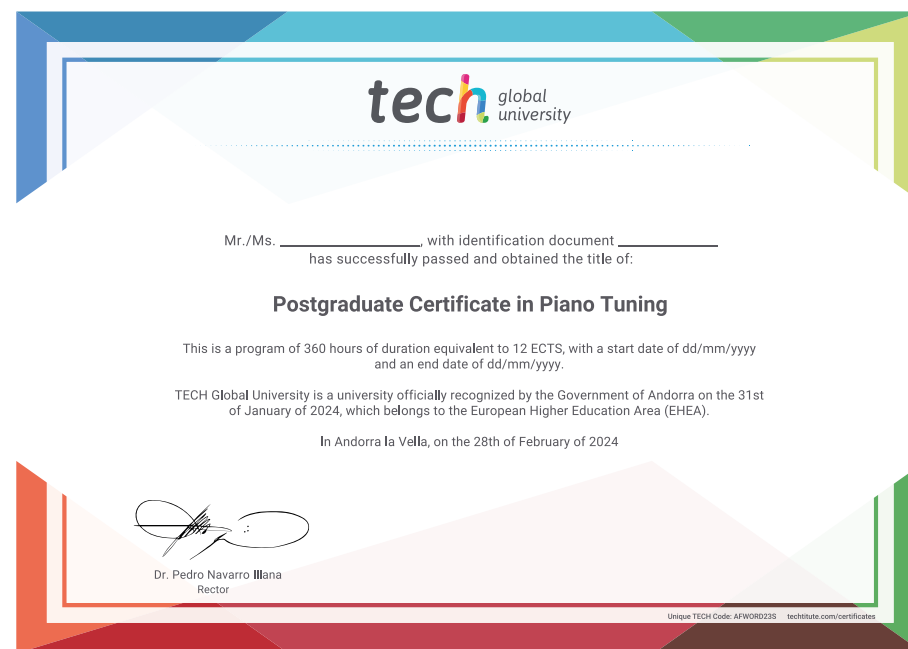 tech global university
Mr./Ms. ____________, with identification document ____________
has successfully passed and obtained the title of:
Postgraduate Certificate in Piano Tuning
This is a program of 360 hours of duration equivalent to 12 ECTS, with a start date of dd/mm/yyyy
and an end date of dd/mm/yyyy.
TECH Global University is a university officially recognized by the Government of Andorra on the 31st
of January of 2024, which belongs to the European Higher Education Area (EHEA).
In Andorra la Vella, on the 28th of February of 2024
Dr. Pedro Navarro Illana
Rector
Unique TECH Code: AFWORD23S techtitute.com/certificates